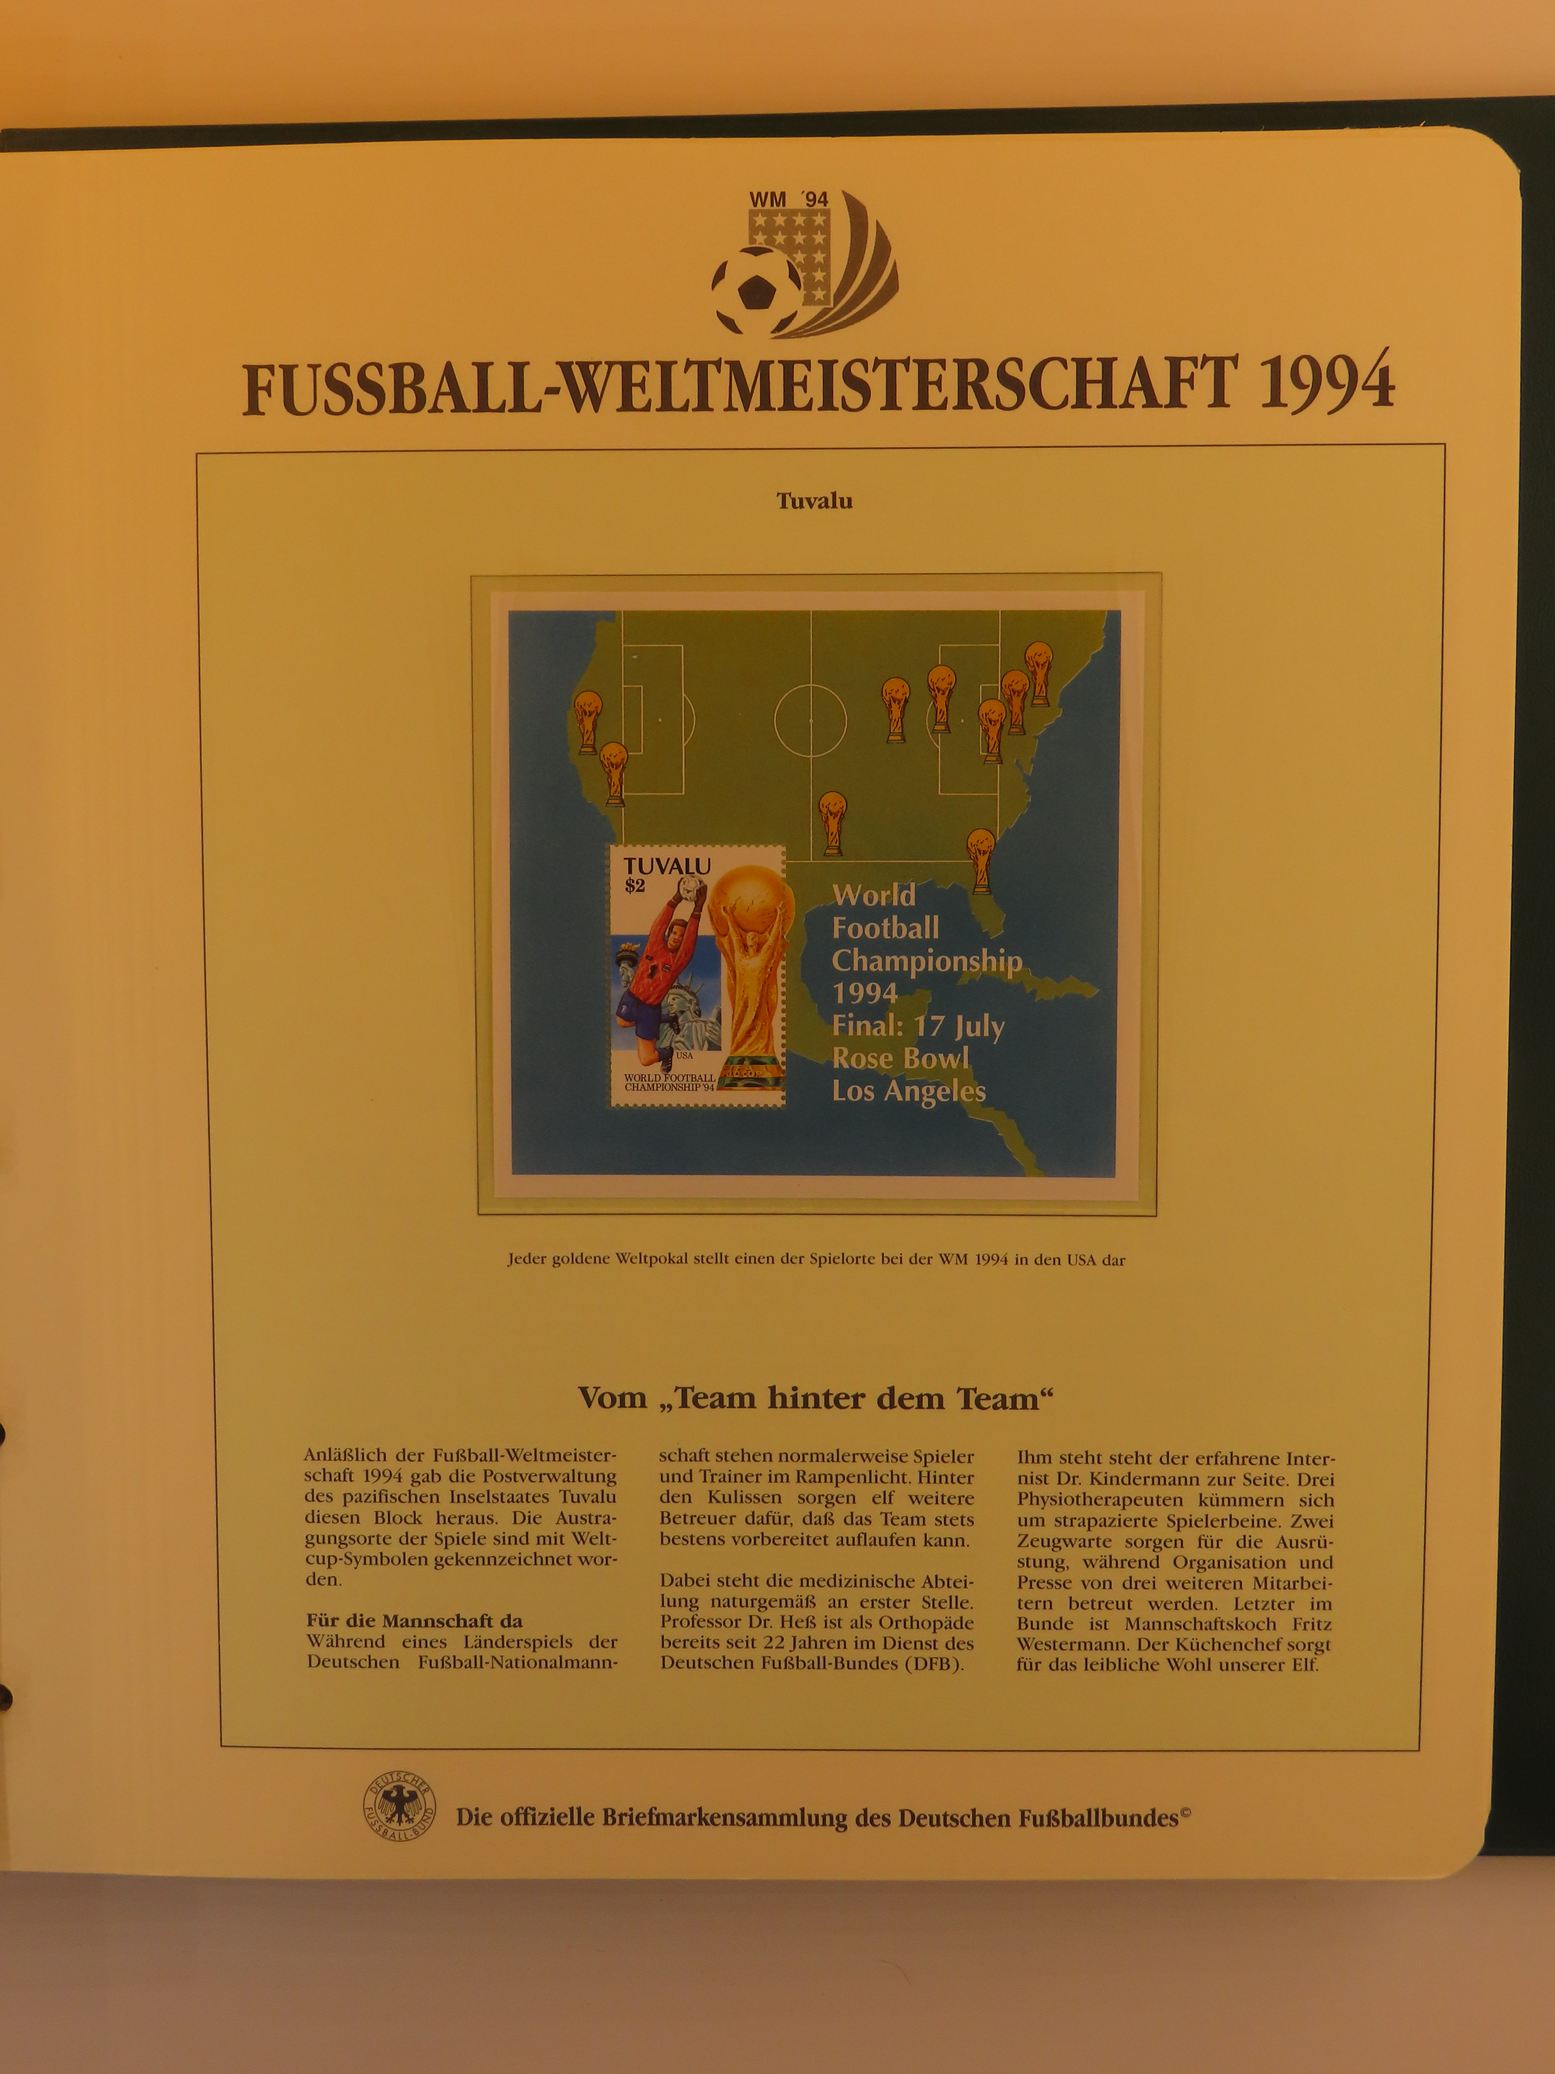 WM ´94
FUSSBALL-WELTMEISTERSCHAFT 1994
Tuvalu
TUVALU
$2
USA
WORLD FOOTBALL
CHAMPIONSHIP '94
World
Football
Championship
1994
Final: 17 July
Rose Bowl
Los Angeles
Jeder goldene Weltpokal stellt einen der Spielorte bei der WM 1994 in den USA dar
Vom „Team hinter dem Team“
Anläßlich der Fußball-Weltmeister-
schaft 1994 gab die Postverwaltung
des pazifischen Inselstaates Tuvalu
diesen Block heraus. Die Austra-
gungsorte der Spiele sind mit Welt-
cup-Symbolen gekennzeichnet wor-
den.
Für die Mannschaft da
Während eines Länderspiels der
Deutschen Fußball-Nationalmann-
schaft stehen normalerweise Spieler
und Trainer im Rampenlicht. Hinter
den Kulissen sorgen elf weitere
Betreuer dafür, daß das Team stets
bestens vorbereitet auflaufen kann.
Dabei steht die medizinische Abtei-
lung naturgemäß an erster Stelle.
Professor Dr. Heß ist als Orthopäde
bereits seit 22 Jahren im Dienst des
Deutschen Fußball-Bundes (DFB).
Ihm steht steht der erfahrene Inter-
nist Dr. Kindermann zur Seite. Drei
Physiotherapeuten kümmern sich
um strapazierte Spielerbeine. Zwei
Zeugwarte sorgen für die Ausrü-
stung, während Organisation und
Presse von drei weiteren Mitarbei-
tern betreut werden. Letzter im
Bunde ist Mannschaftskoch Fritz
Westermann. Der Küchenchef sorgt
für das leibliche Wohl unserer Elf.
DEUTSCHER
FUSSBALL-BUND
Die offizielle Briefmarkensammlung des Deutschen Fußballbundes©